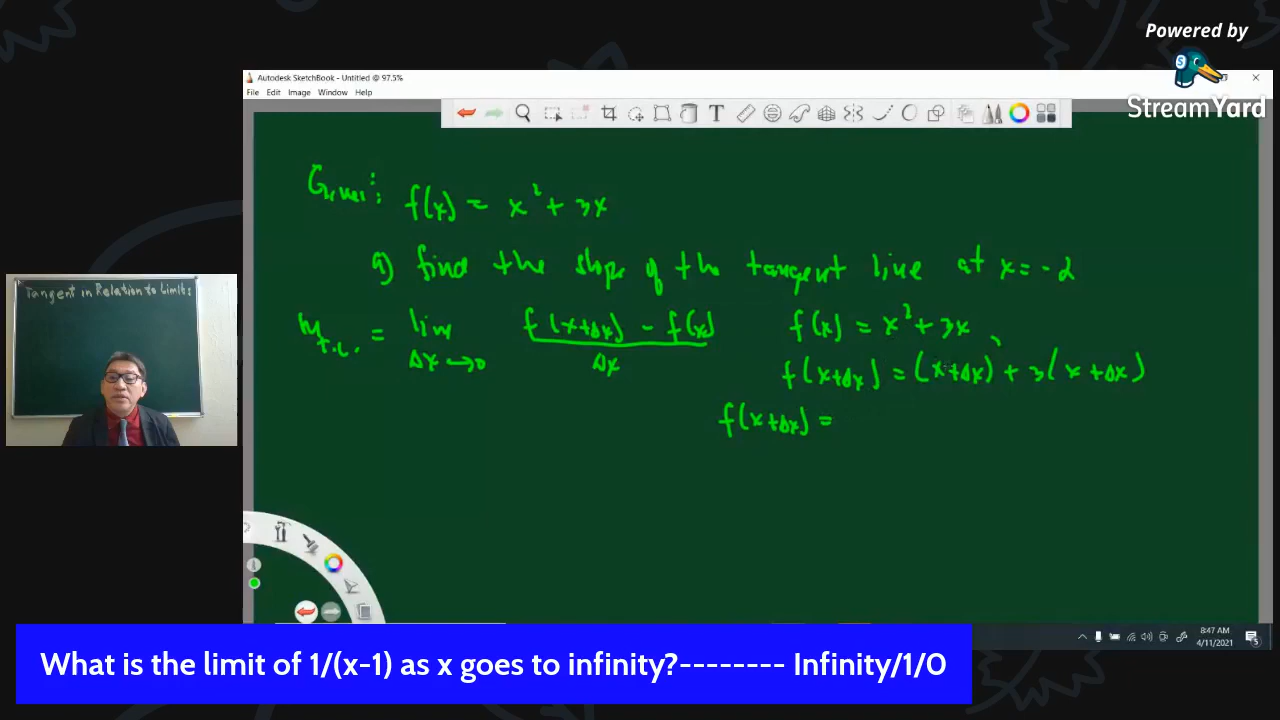 Powered by
StreamYard
Autodesk SketchBook - Untitled @ 97.5%
File Edit Image Window Help
Given: f(x) = x² + 3x
a) find the slope of the tangent line at x = -2
m_t.l. = lim Δx→0 (f(x+Δx) - f(x))/Δx
f(x) = x² + 3x
f(x+Δx) = (x+Δx)² + 3(x+Δx)
f(x+Δx) =
Tangent in Relation to Limit:
8:47 AM
4/11/2021
What is the limit of 1/(x-1) as x goes to infinity?-------- Infinity/1/0